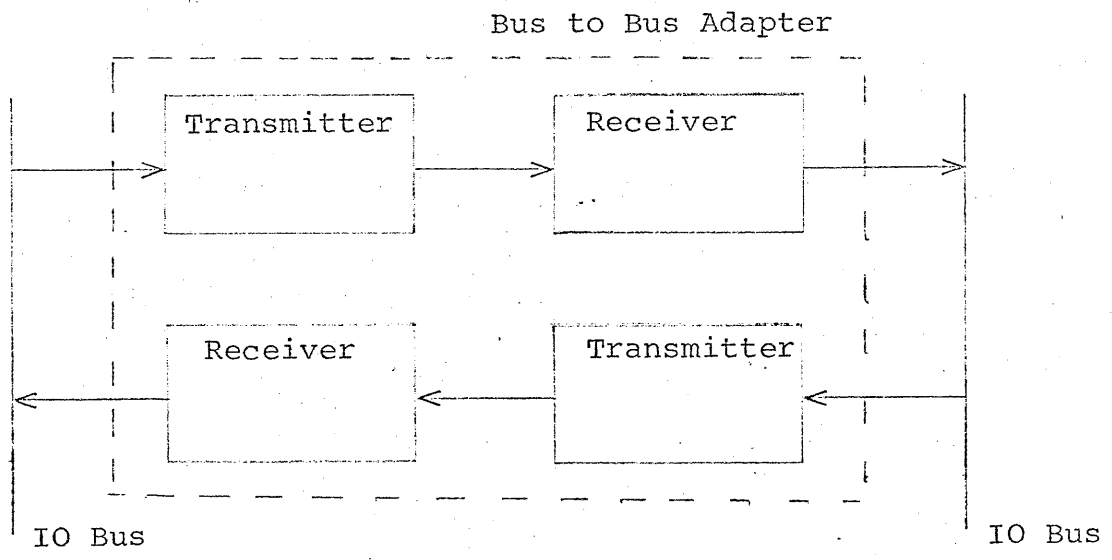 Bus to Bus Adapter
Transmitter
Receiver
Receiver
Transmitter
IO Bus
IO Bus